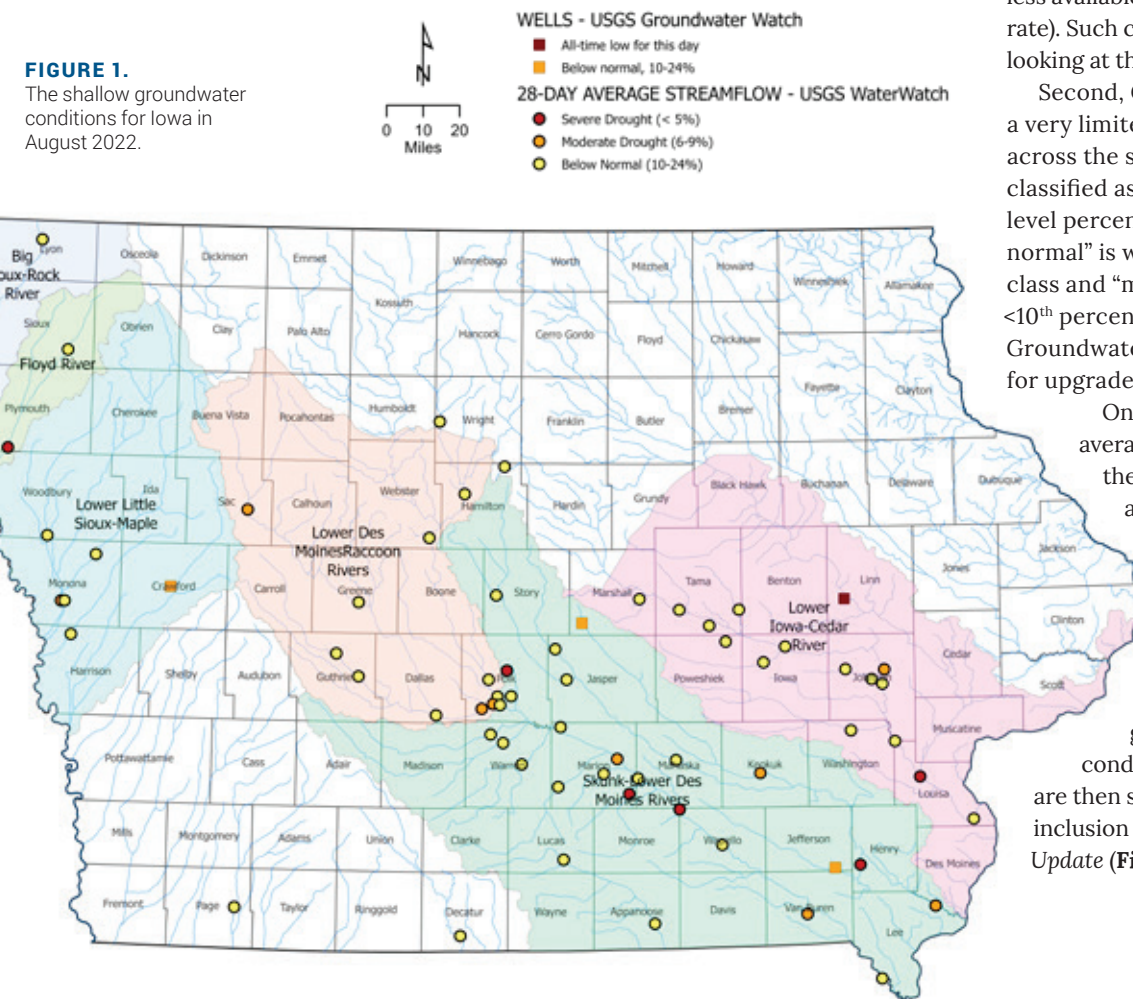 FIGURE 1.
The shallow groundwater
conditions for Iowa in
August 2022.
N
0 10 20
Miles
WELLS - USGS Groundwater Watch
All-time low for this day
Below normal, 10-24%
28-DAY AVERAGE STREAMFLOW - USGS WaterWatch
Severe Drought (< 5%)
Moderate Drought (6-9%)
Below Normal (10-24%)
Lyon
Osceola
Dickinson
Emmet
Winnebago
Worth
Mitchell
Howard
Winneshiek
Allamakee
Big
oux-Rock
River
Kossuth
Sioux
Obrien
Clay
Palo Alto
Hancock
Cerro Gordo
Floyd
Chickasaw
Floyd River
Fayette
Clayton
Plymouth
Cherokee
Buena Vista
Pocahontas
Humboldt
Wright
Franklin
Butler
Bremer
Woodbury
Ida
Sac
Calhoun
Webster
Hamilton
Hardin
Grundy
Black Hawk
Buchanan
Delaware
Dubuque
Lower Little
Sioux-Maple
Lower Des
MoinesRaccoon
Rivers
Jackson
Jones
Monona
Crawford
Carroll
Greene
Boone
Story
Marshall
Tama
Benton
Linn
Lower
Iowa-Cedar
River
Clinton
Cedar
Scott
Harrison
Shelby
Audubon
Guthrie
Dallas
Polk
Jasper
Poweshiek
Iowa
Johnson
Muscatine
Pottawattamie
Cass
Adair
Madison
Warren
Marion
Mahaska
Keokuk
Washington
Louisa
Skunk-Lower Des
Moines Rivers
Mills
Montgomery
Adams
Union
Clarke
Lucas
Monroe
Wapello
Jefferson
Henry
Des Moines
Fremont
Page
Taylor
Ringgold
Decatur
Wayne
Appanoose
Davis
Van Buren
Lee
rate). Such c
looking at th
Second, 
a very limite
across the s
classified as
level percen
normal” is w
class and “m
<10th percen
Groundwate
for upgrade
On
avera
the
a
g
cond
are then s
inclusion
Update (Fi